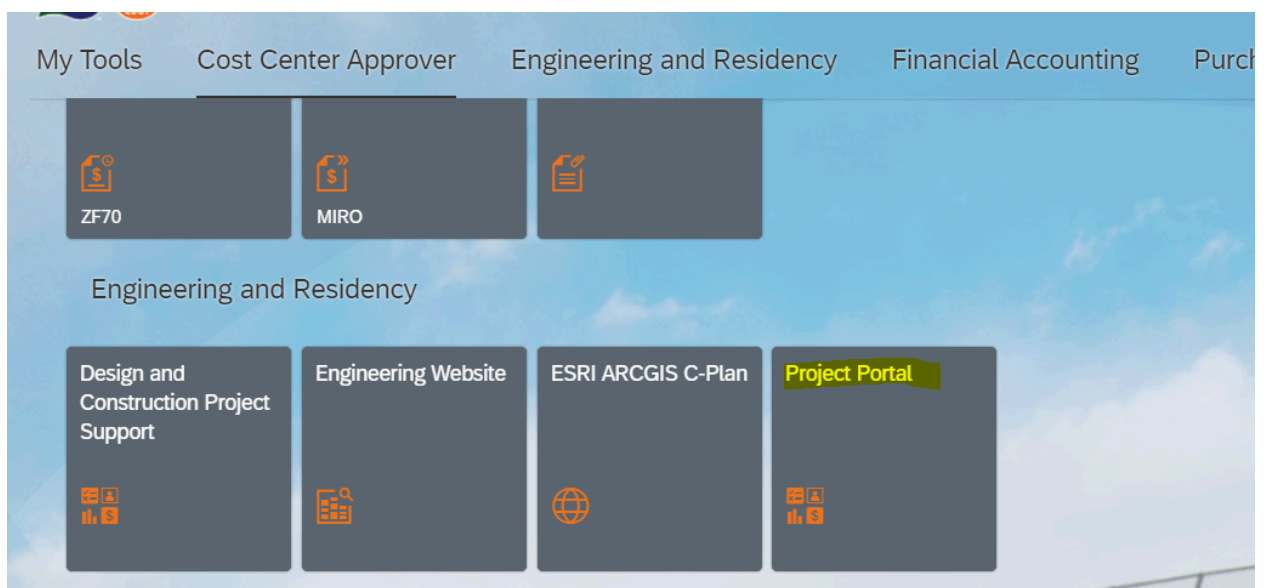 My Tools Cost Center Approver Engineering and Residency Financial Accounting Purch
ZF70 MIRO
Engineering and Residency
Design and
Construction Project
Support
Engineering Website
ESRI ARCGIS C-Plan
Project Portal